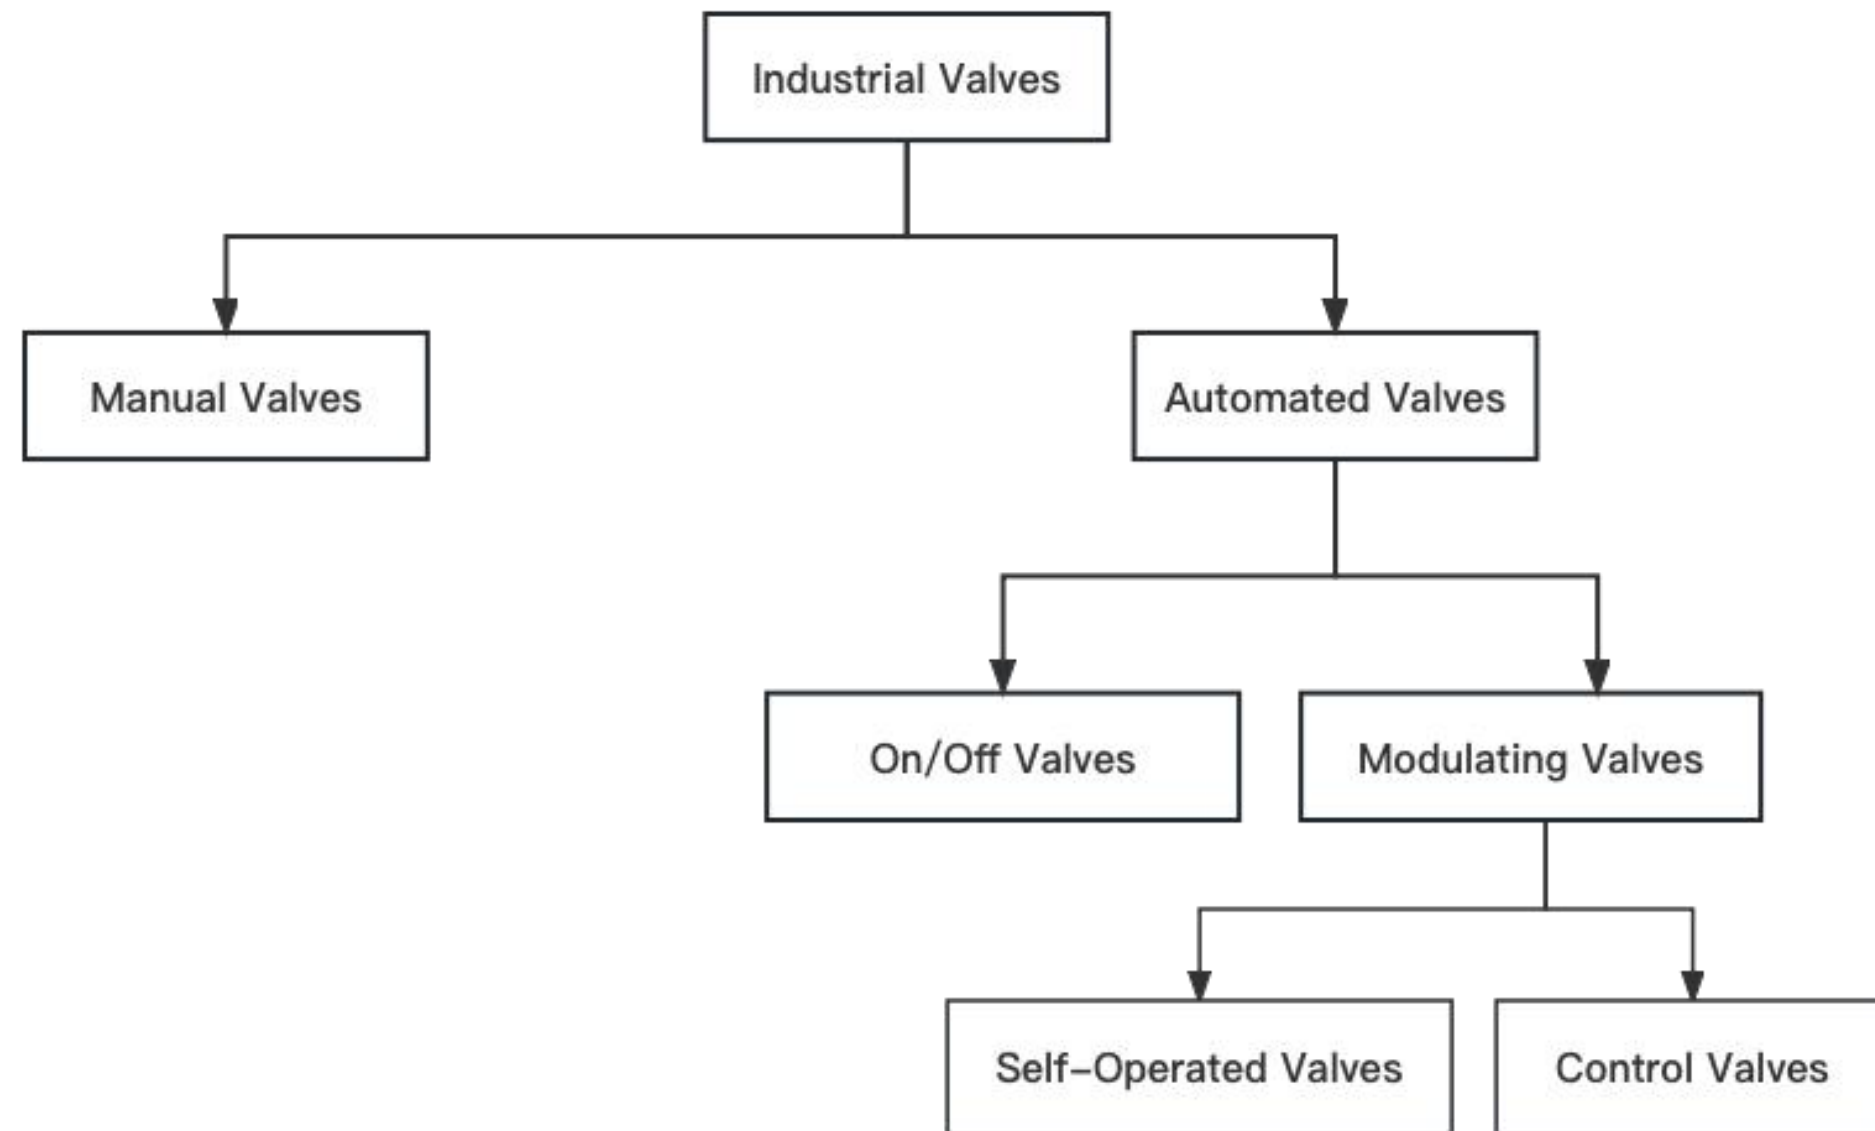 Industrial Valves
Manual Valves
Automated Valves
On/Off Valves
Modulating Valves
Self-Operated Valves
Control Valves